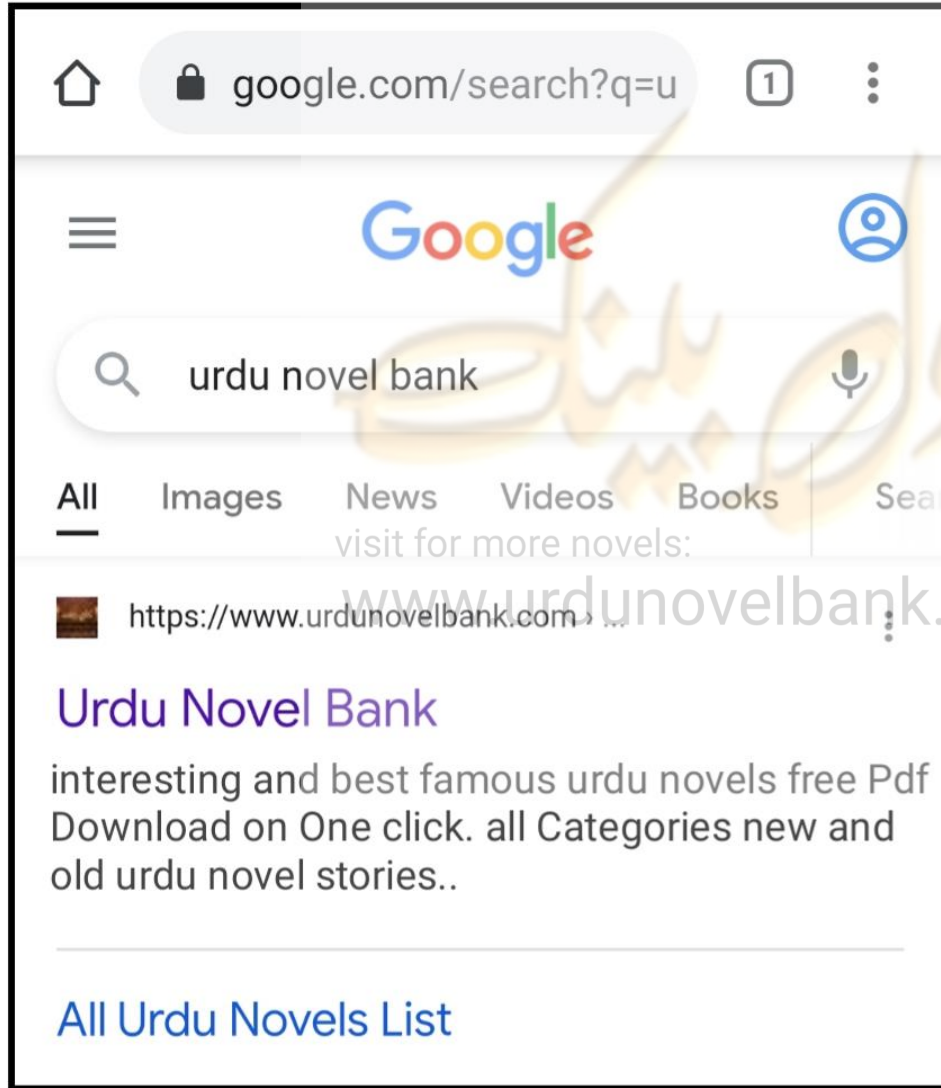 google.com/search?q=u
1
Google
urdu novel bank
All Images News Videos Books Sea
visit for more novels:
www.urdunovelbank.
https://www.urdunovelbank.com › ...
Urdu Novel Bank
interesting and best famous urdu novels free Pdf
Download on One click. all Categories new and
old urdu novel stories..
All Urdu Novels List